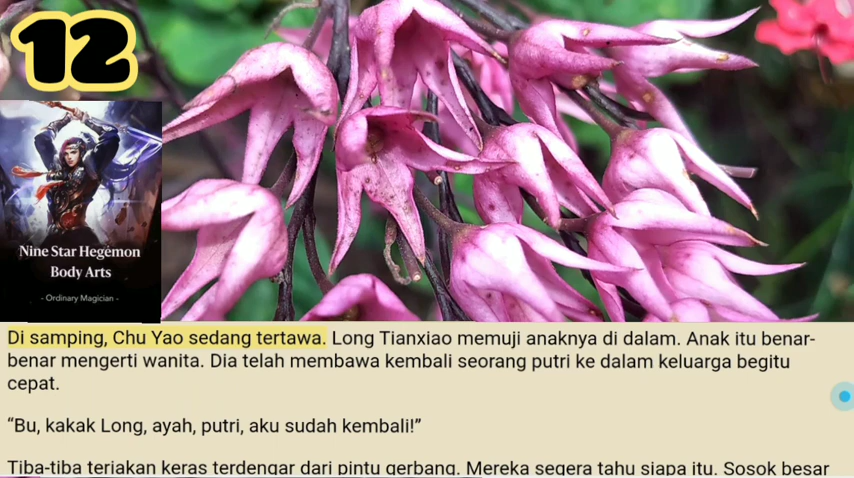 12
Nine Star Hegemon
Body Arts
- Ordinary Magician -
Di samping, Chu Yao sedang tertawa. Long Tianxiao memuji anaknya di dalam. Anak itu benar-
benar mengerti wanita. Dia telah membawa kembali seorang putri ke dalam keluarga begitu
cepat.
“Bu, kakak Long, ayah, putri, aku sudah kembali!”
Tiba-tiba teriakan keras terdengar dari pintu gerbang. Mereka segera tahu siapa itu. Sosok besar